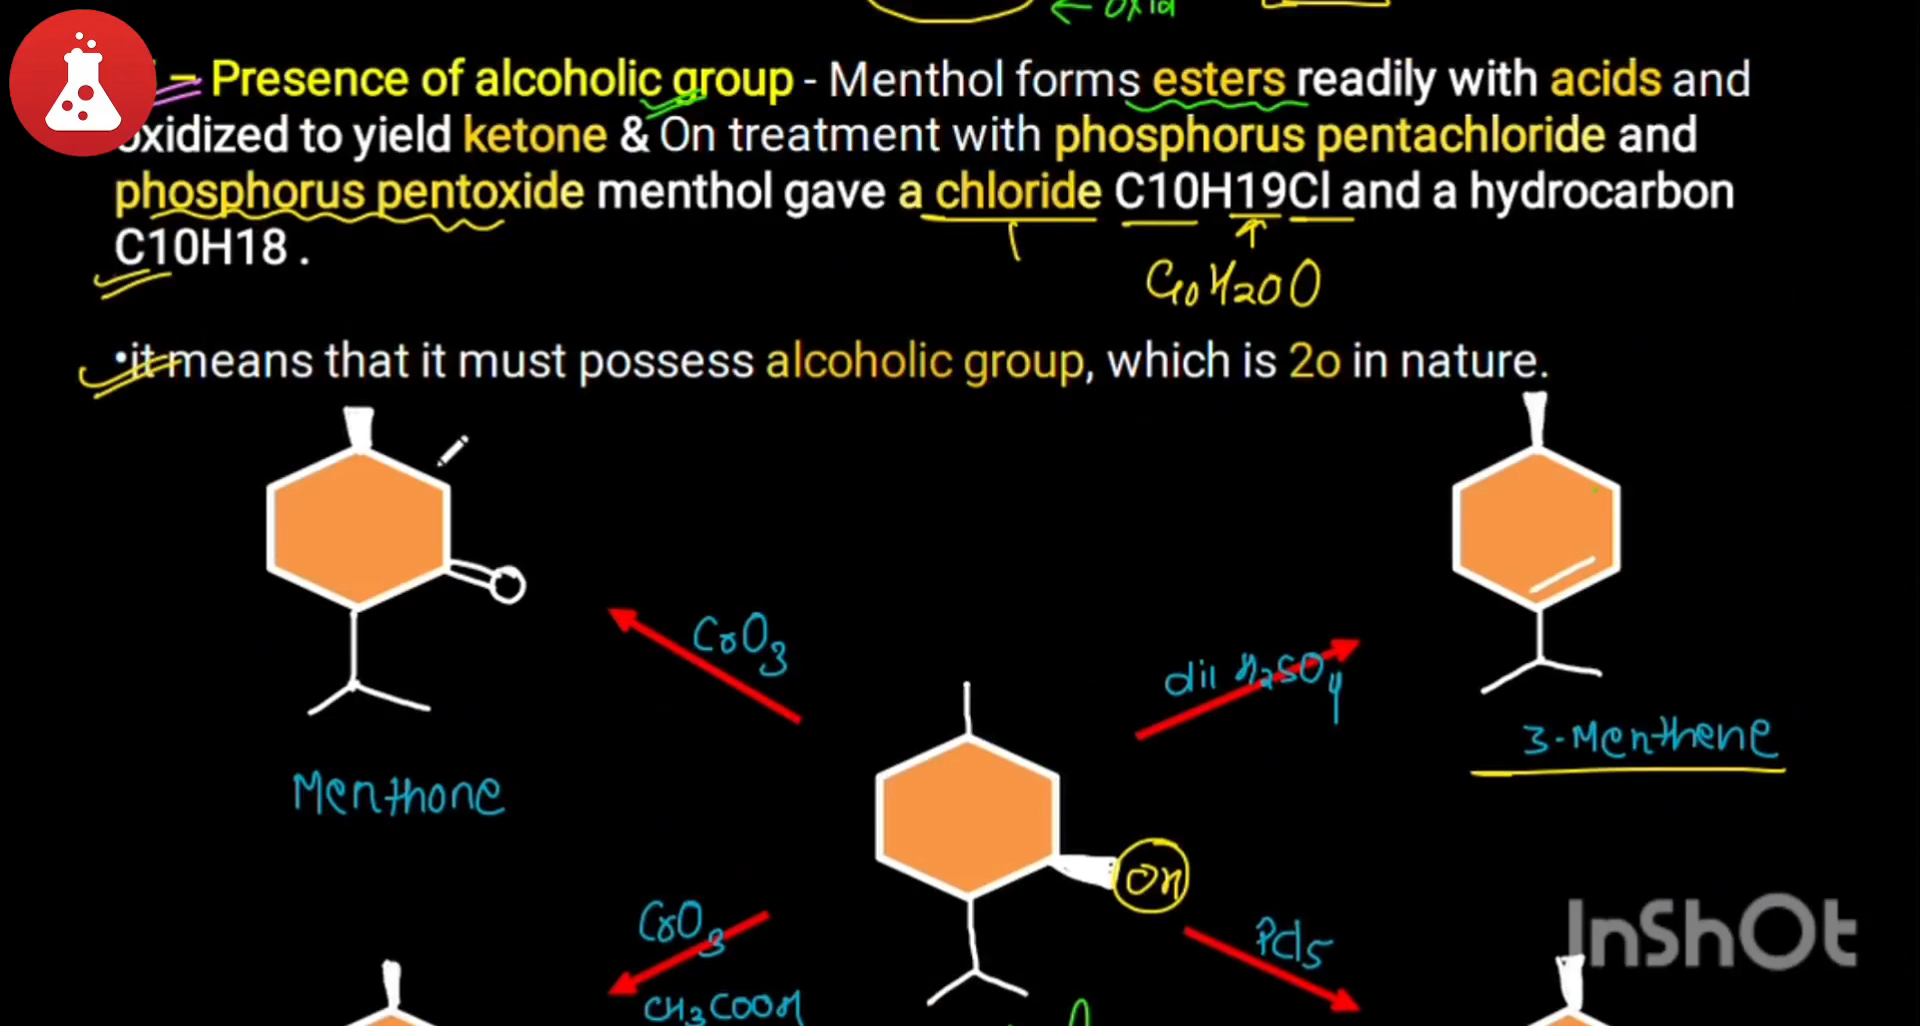 ← oxid
– Presence of alcoholic group - Menthol forms esters readily with acids and
oxidized to yield ketone & On treatment with phosphorus pentachloride and
phosphorus pentoxide menthol gave a chloride C10H19Cl and a hydrocarbon
C10H18 .
C10H20O
•it means that it must possess alcoholic group, which is 2o in nature.
O
CrO3
dil H2SO4
3-Menthene
Menthone
OH
CrO3
PCl5
InShOt
CH3COOH